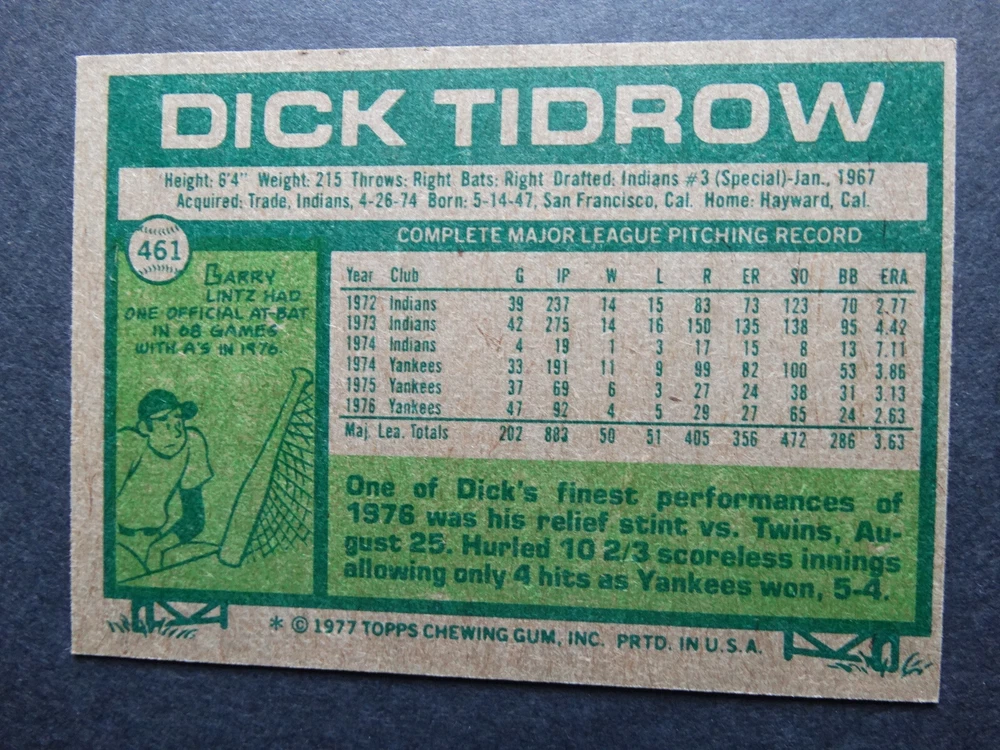 DICK TIDROW
Height: 6'4" Weight: 215 Throws: Right Bats: Right Drafted: Indians #3 (Special)-Jan., 1967
Acquired: Trade, Indians, 4-26-74 Born: 5-14-47, San Francisco, Cal. Home: Hayward, Cal.
461
LARRY
LINTZ HAD
ONE OFFICIAL AT-BAT
IN 68 GAMES
WITH A'S IN 1976.
COMPLETE MAJOR LEAGUE PITCHING RECORD
Year Club G IP W L R ER SO BB ERA
1972 Indians 39 237 14 15 83 73 123 70 2.77
1973 Indians 42 275 14 16 150 135 138 95 4.42
1974 Indians 4 19 1 3 17 15 8 13 7.11
1974 Yankees 33 191 11 9 99 82 100 53 3.86
1975 Yankees 37 69 6 3 27 24 38 31 3.13
1976 Yankees 47 92 4 5 29 27 65 24 2.63
Maj. Lea. Totals 202 883 50 51 405 356 472 286 3.63
One of Dick's finest performances of
1976 was his relief stint vs. Twins, Au-
gust 25. Hurled 10 2/3 scoreless innings
allowing only 4 hits as Yankees won, 5-4.
* © 1977 TOPPS CHEWING GUM, INC. PRTD. IN U.S.A.